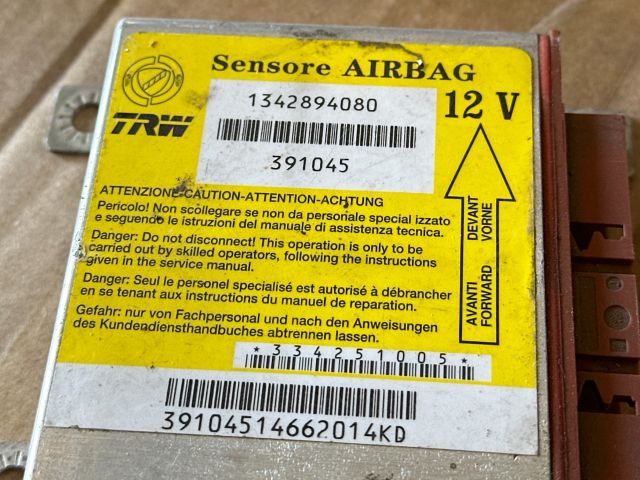 Sensore AIRBAG
TRW
1342894080
12 V
391045
ATTENZIONE-CAUTION-ATTENTION-ACHTUNG
Pericolo! Non scollegare se non da personale special izzato
e seguendo le istruzioni del manuale di assistenza tecnica.
Danger: Do not disconnect! This operation is only to be
carried out by skilled operators, following the instructions
given in the service manual.
Danger: Seul le personel spécialisé est autorisé à débrancher
en se tenant aux instructions du manuel de reparation.
Gefahr: nur von Fachpersonal und nach den Anweisungen
des Kundendiensthandbuches abtrennen lassen.
AVANTI DEVANT
FORWARD VORNE
*334251005*
39104514662014KD